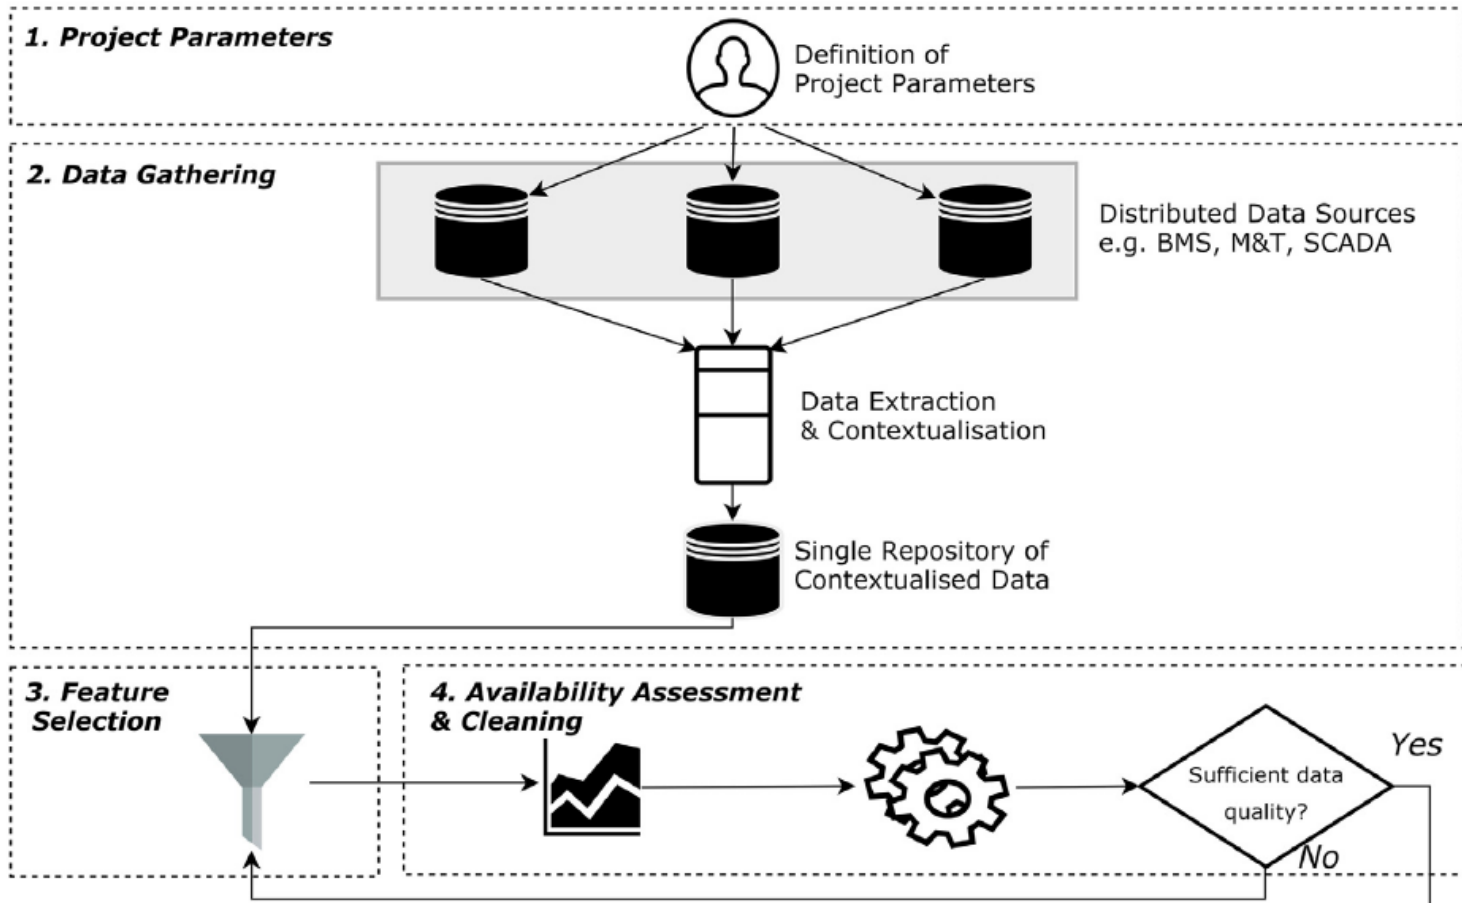 1. Project Parameters
Definition of
Project Parameters
2. Data Gathering
Distributed Data Sources
e.g. BMS, M&T, SCADA
Data Extraction
& Contextualisation
Single Repository of
Contextualised Data
3. Feature
Selection
4. Availability Assessment
& Cleaning
Sufficient data
quality?
Yes
No